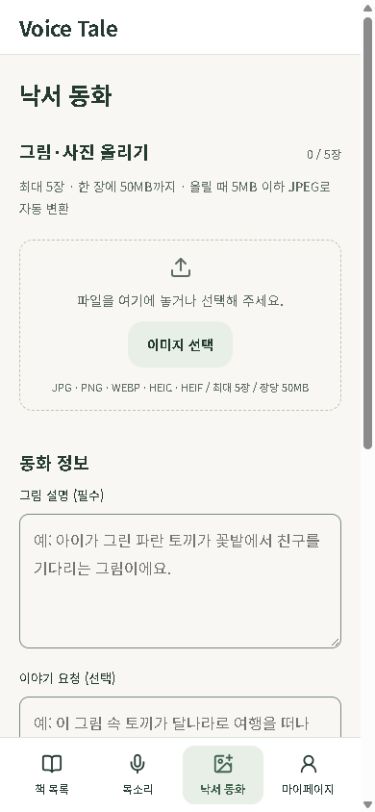 Voice Tale
낙서 동화
그림·사진 올리기
0 / 5장
최대 5장 · 한 장에 50MB까지 · 올릴 때 5MB 이하 JPEG로
자동 변환
파일을 여기에 놓거나 선택해 주세요.
이미지 선택
JPG · PNG · WEBP · HEIC · HEIF / 최대 5장 / 장당 50MB
동화 정보
그림 설명 (필수)
예: 아이가 그린 파란 토끼가 꽃밭에서 친구를
기다리는 그림이에요.
이야기 요청 (선택)
예: 이 그림 속 토끼가 달나라로 여행을 떠나
책 목록
목소리
낙서 동화
마이페이지